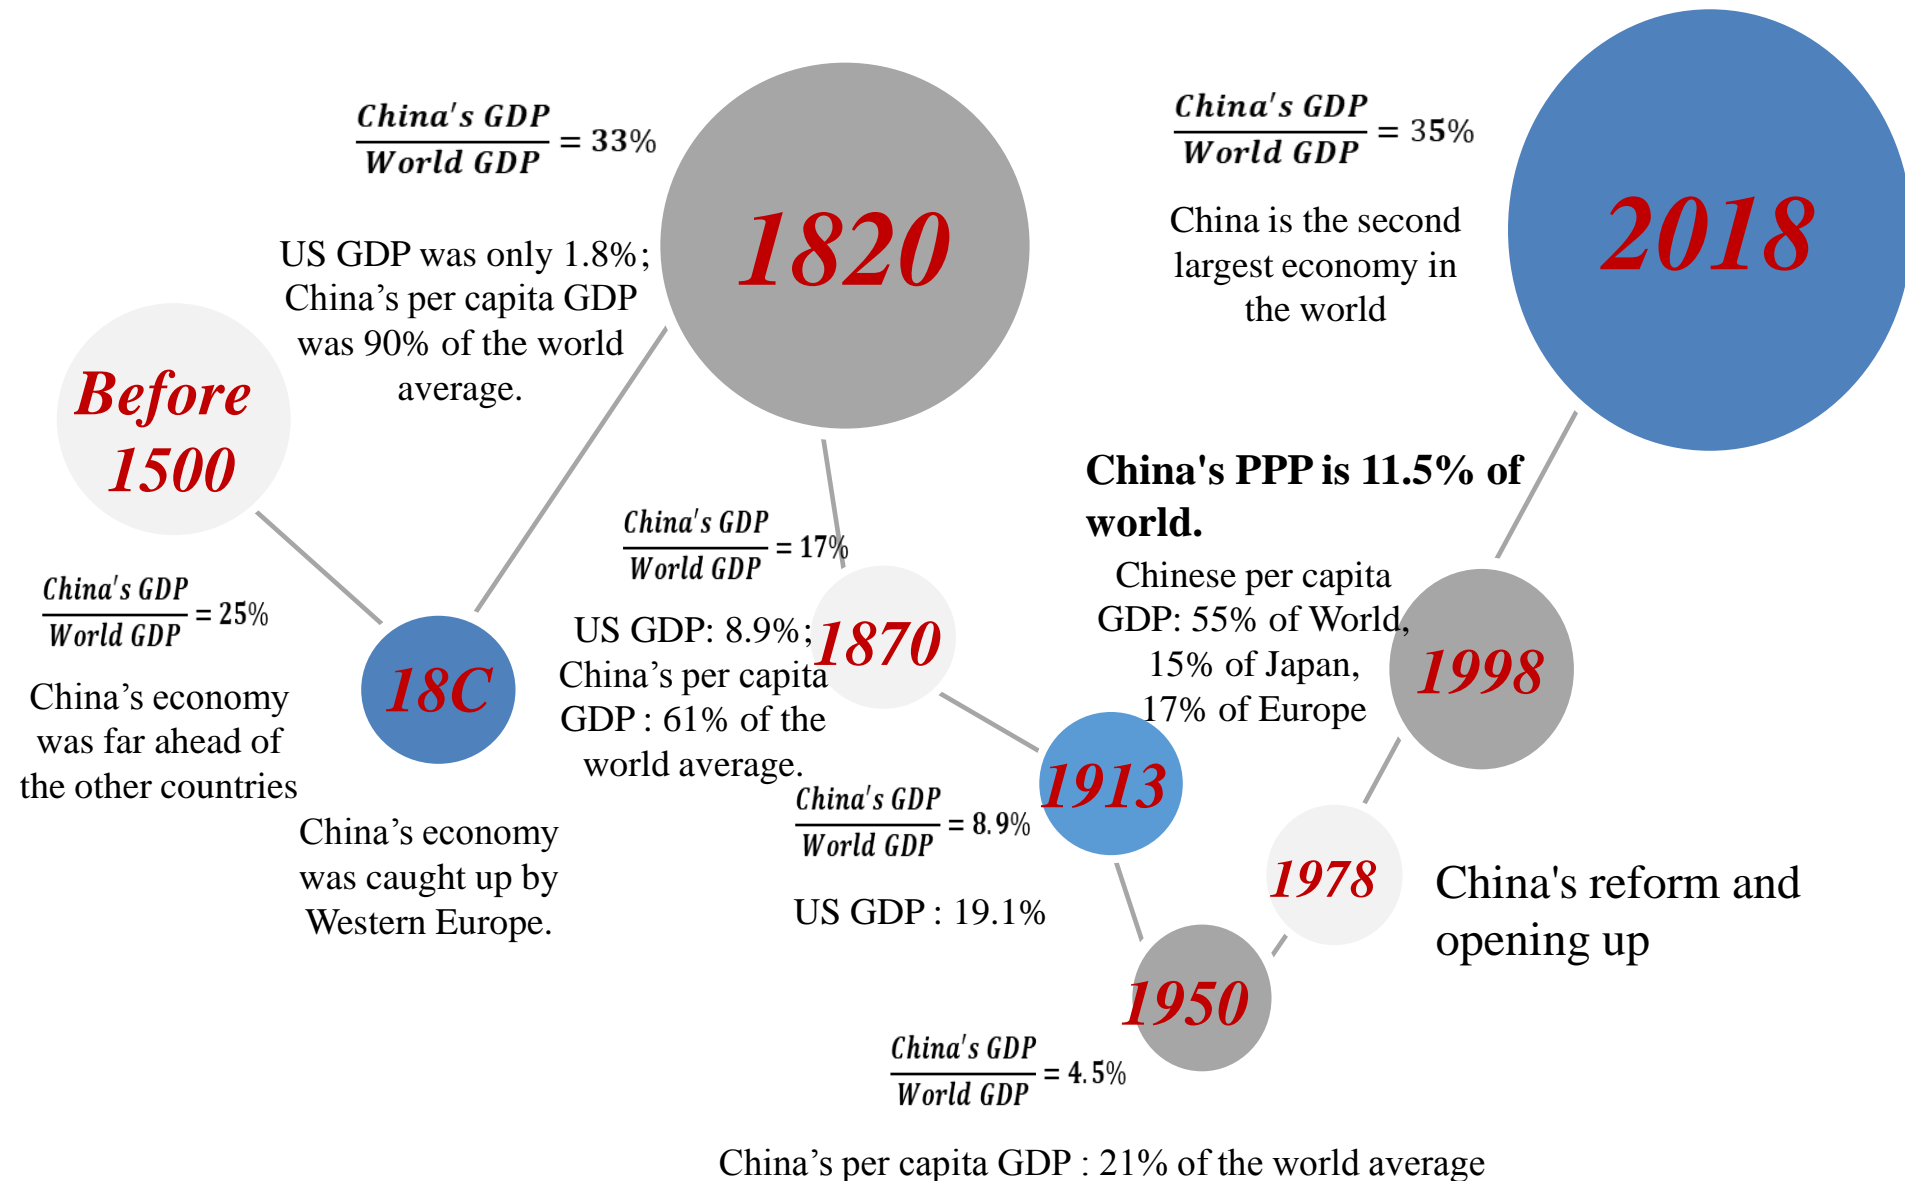 Before
1500
China's GDP
World GDP
= 25%
China’s economy
was far ahead of
the other countries
18C
China’s economy
was caught up by
Western Europe.
China's GDP
World GDP
= 33%
US GDP was only 1.8%;
China’s per capita GDP
was 90% of the world
average.
1820
China's GDP
World GDP
= 17%
US GDP: 8.9%;
China’s per capita
GDP : 61% of the
world average.
1870
China's GDP
World GDP
= 8.9%
US GDP : 19.1%
1913
1950
China's GDP
World GDP
= 4.5%
China’s per capita GDP : 21% of the world average
1978
China's reform and
opening up
China's PPP is 11.5% of
world.
Chinese per capita
GDP: 55% of World,
15% of Japan,
17% of Europe
1998
China's GDP
World GDP
= 35%
China is the second
largest economy in
the world
2018